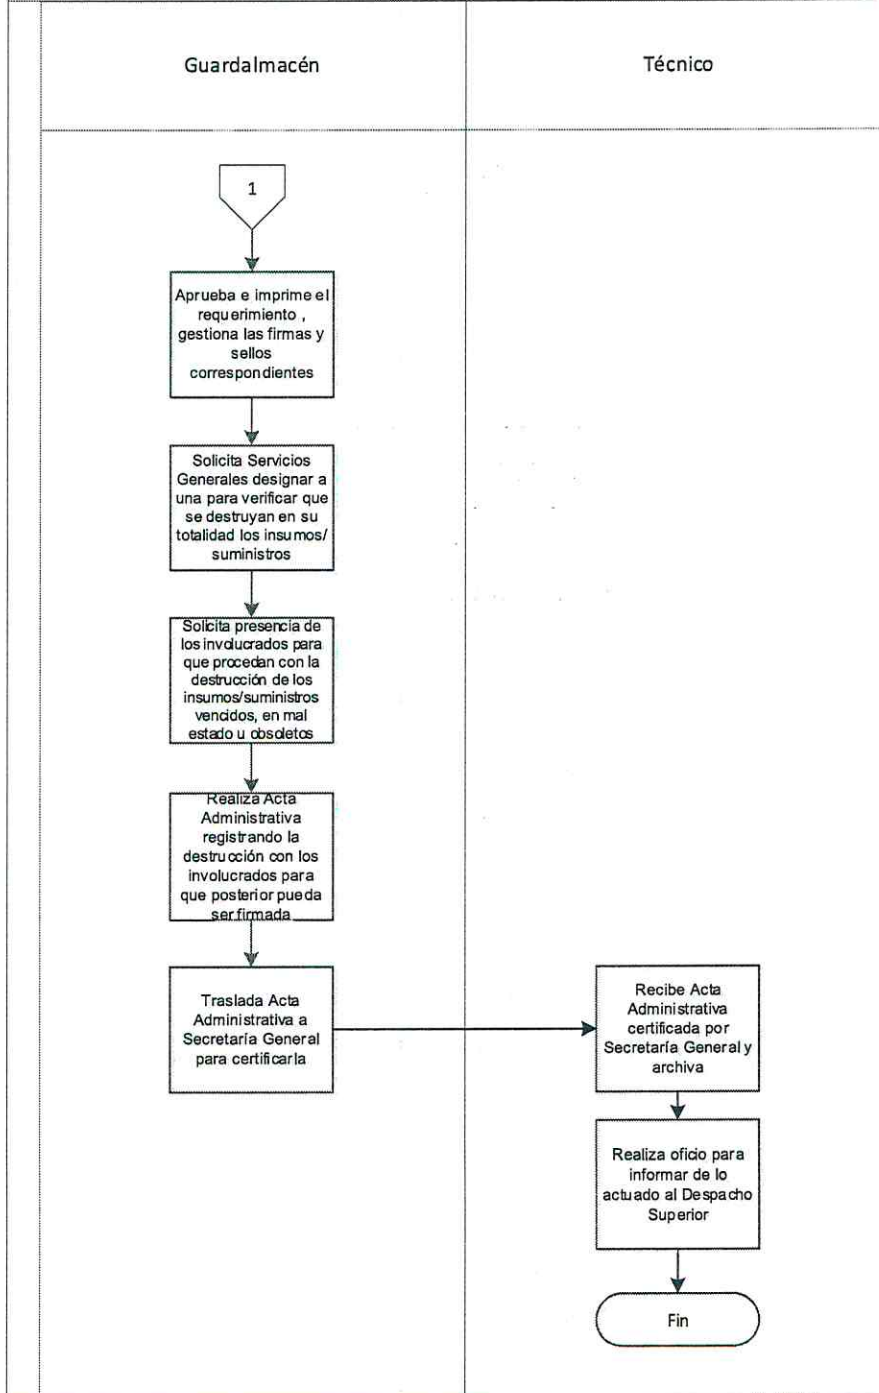 Guardalmacén
Técnico
1
Aprueba e imprime el
requerimiento ,
gestiona las firmas y
sellos
correspondientes
Solicita Servicios
Generales designar a
una para verificar que
se destruyan en su
totalidad los insumos/
suministros
Solicita presencia de
los involucrados para
que procedan con la
destrucción de los
insumos/suministros
vencidos, en mal
estado u obsoletos
Realiza Acta
Administrativa
registrando la
destrucción con los
involucrados para
que posterior pueda
ser firmada
Traslada Acta
Administrativa a
Secretaría General
para certificarla
Recibe Acta
Administrativa
certificada por
Secretaría General y
archiva
Realiza oficio para
informar de lo
actuado al Despacho
Superior
Fin